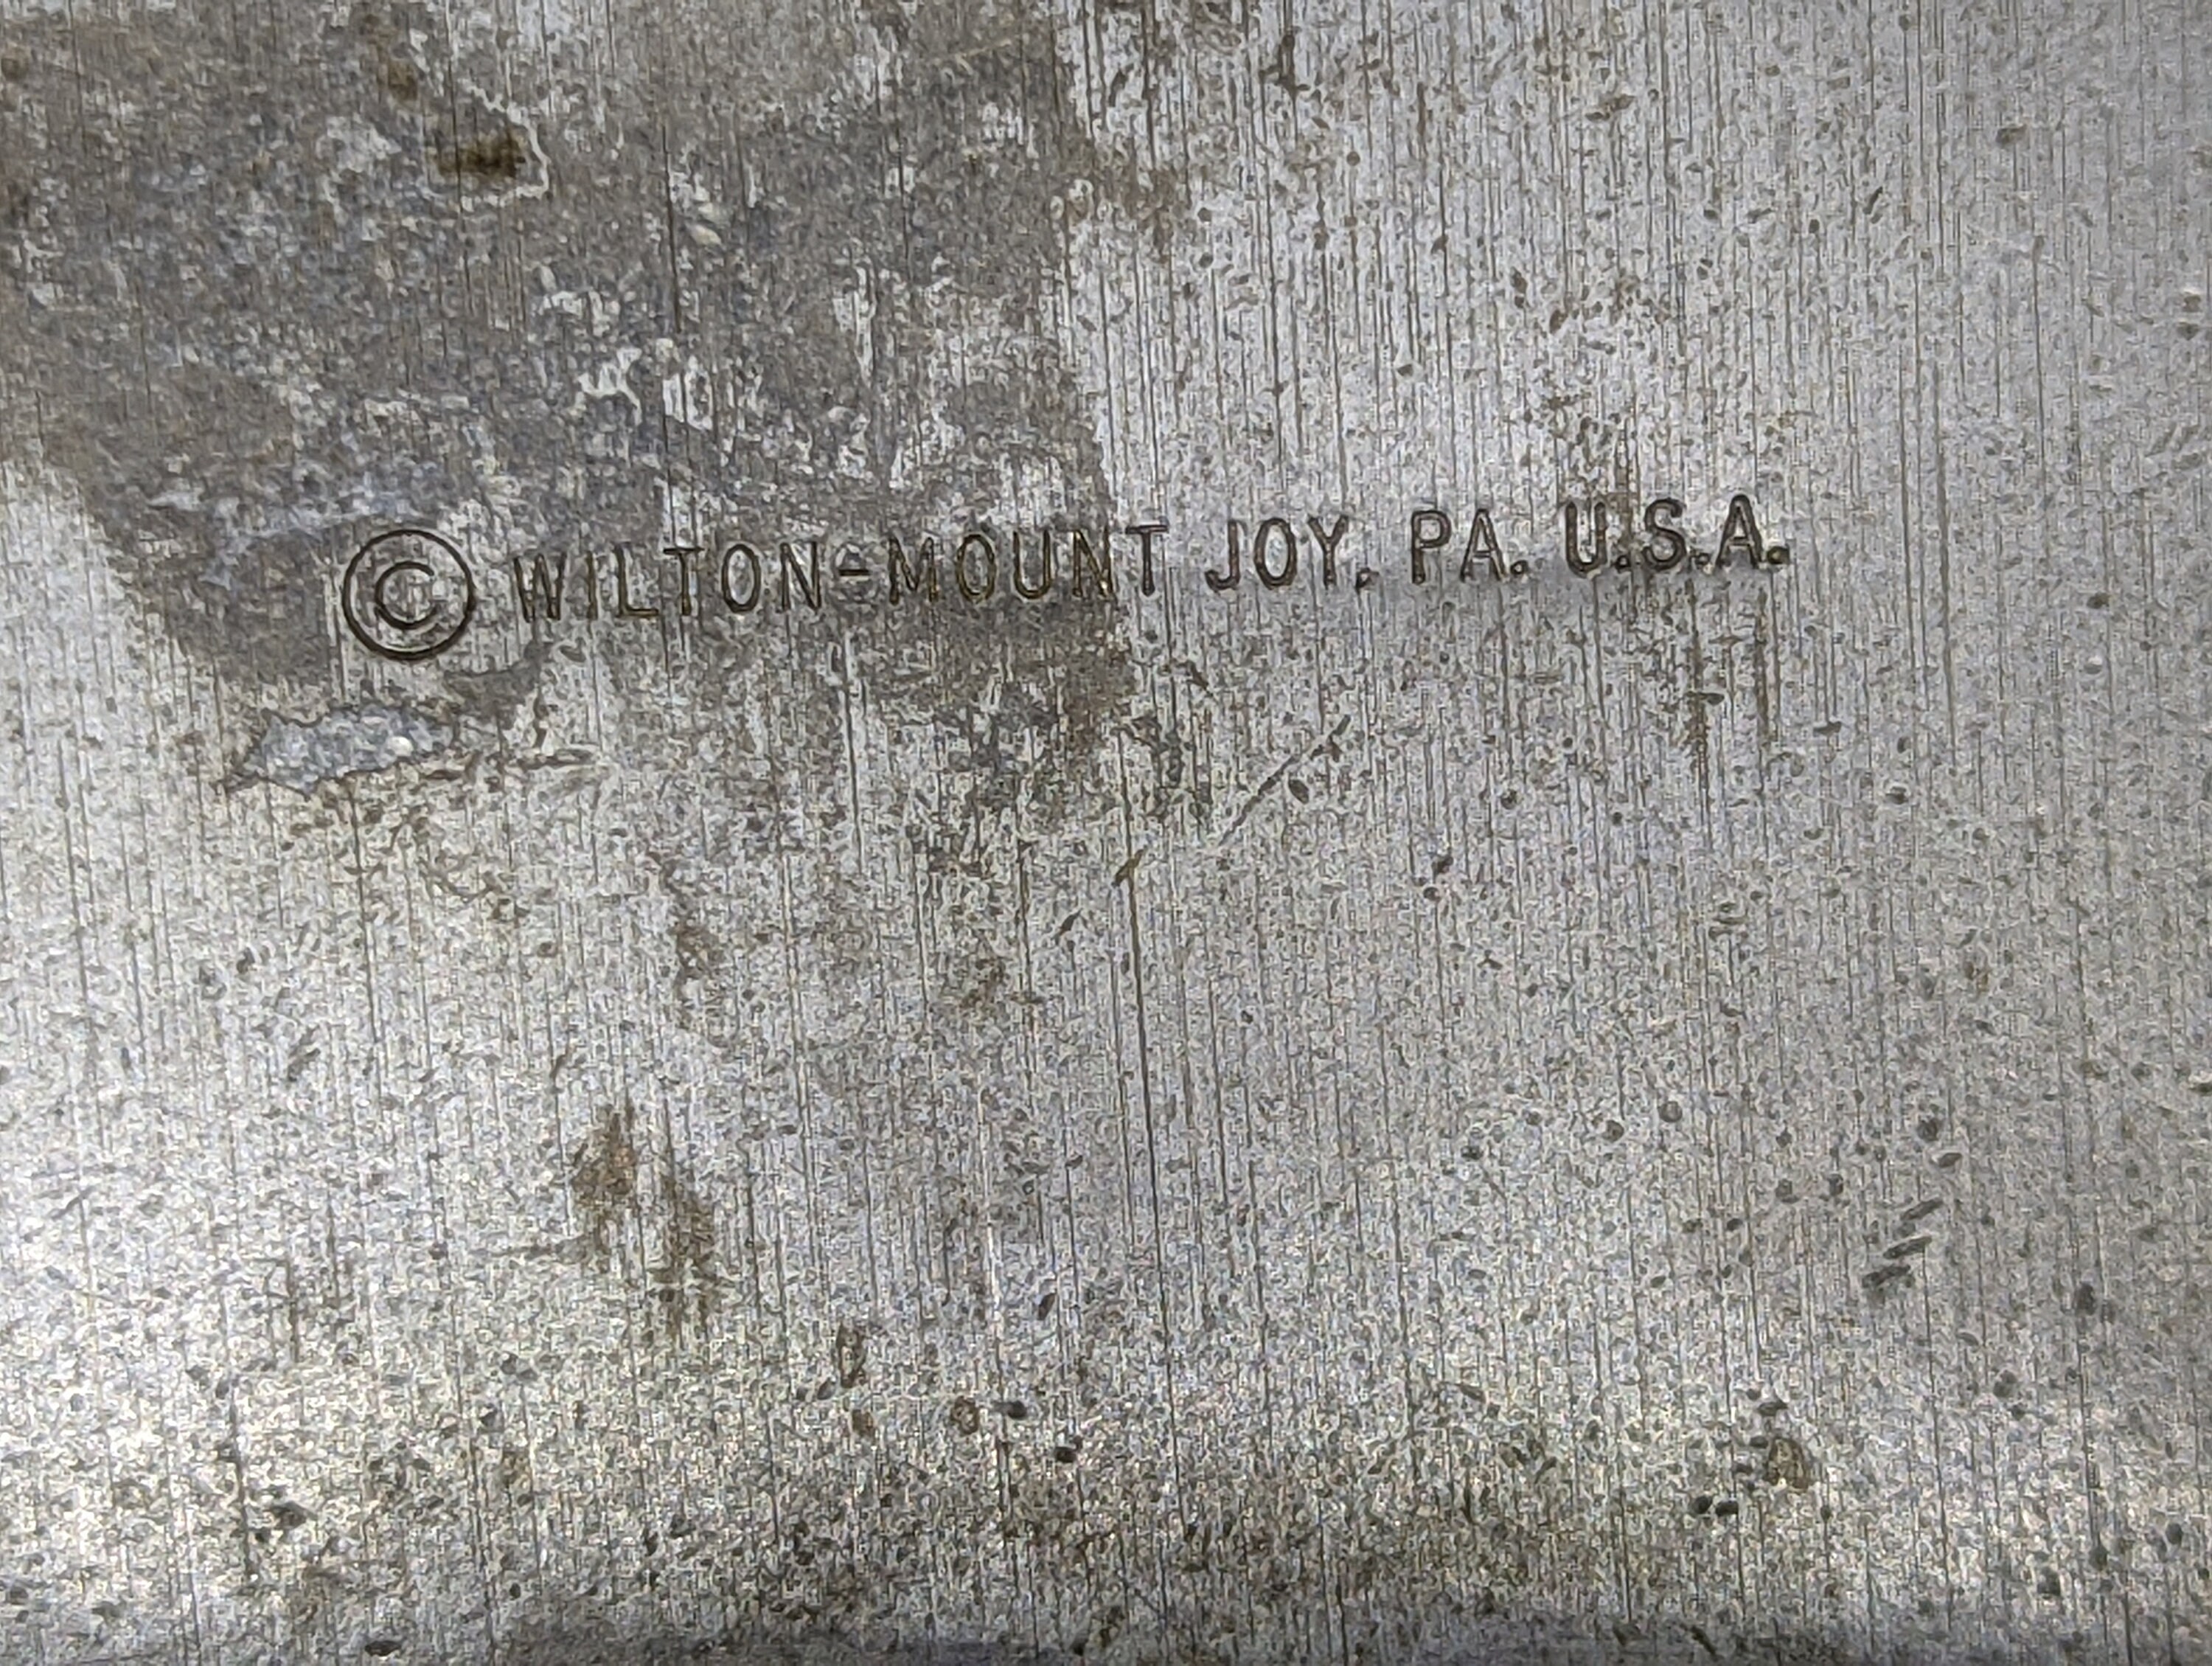 © WILTON-MOUNT JOY, PA. U.S.A.